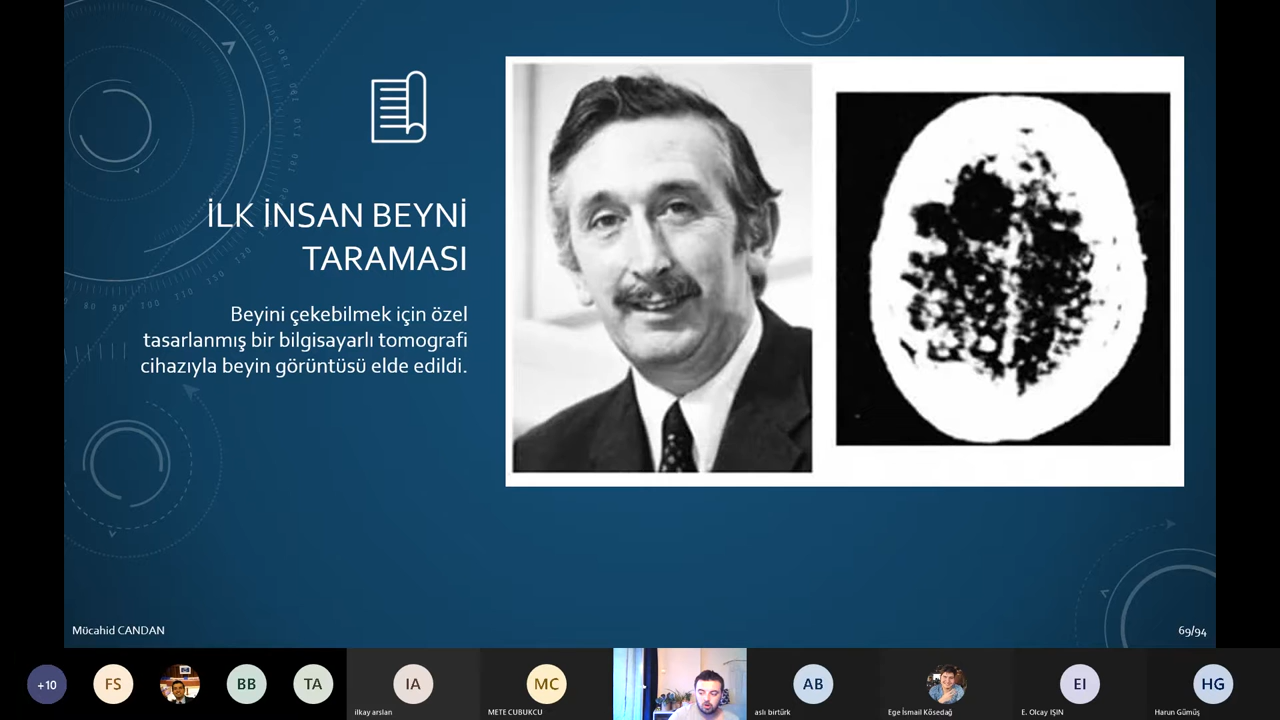 İLK İNSAN BEYNİ
TARAMASI
Beyini çekebilmek için özel
tasarlanmış bir bilgisayarlı tomografi
cihazıyla beyin görüntüsü elde edildi.
Mücahid CANDAN
69/94
+10
FS
BB
TA
IA
MC
AB
EI
HG
ilkay arslan
METE CUBUKCU
aslı birtürk
Ege İsmail Kösedağ
E. Olcay IŞIN
Harun Gümüş